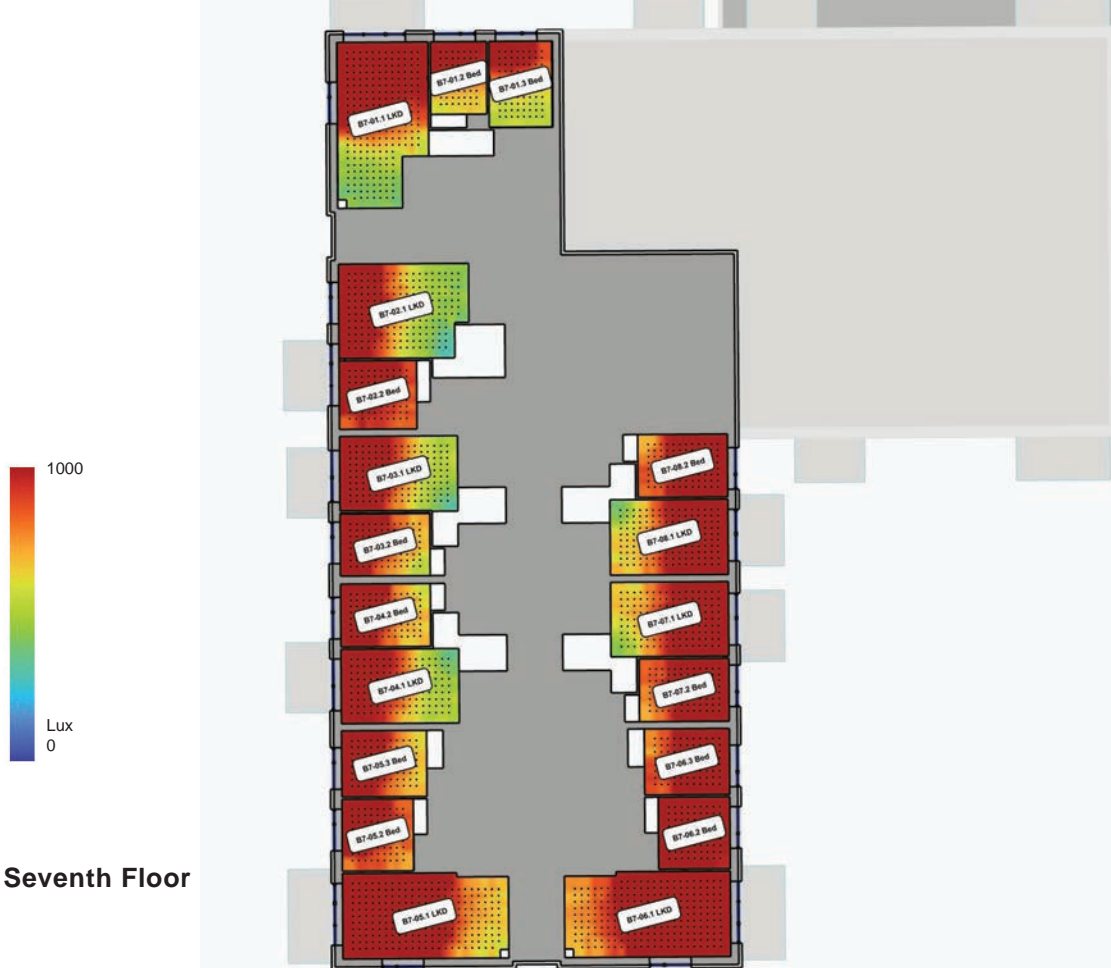 B7-01.2 Bed
B7-01.3 Bed
B7-01.1 LKD
B7-02.1 LKD
B7-02.2 Bed
B7-03.1 LKD
B7-08.2 Bed
1000
B7-03.2 Bed
B7-08.1 LKD
B7-04.2 Bed
B7-07.1 LKD
B7-04.1 LKD
B7-07.2 Bed
Lux
0
B7-05.3 Bed
B7-06.3 Bed
B7-05.2 Bed
B7-06.2 Bed
Seventh Floor
B7-05.1 LKD
B7-06.1 LKD